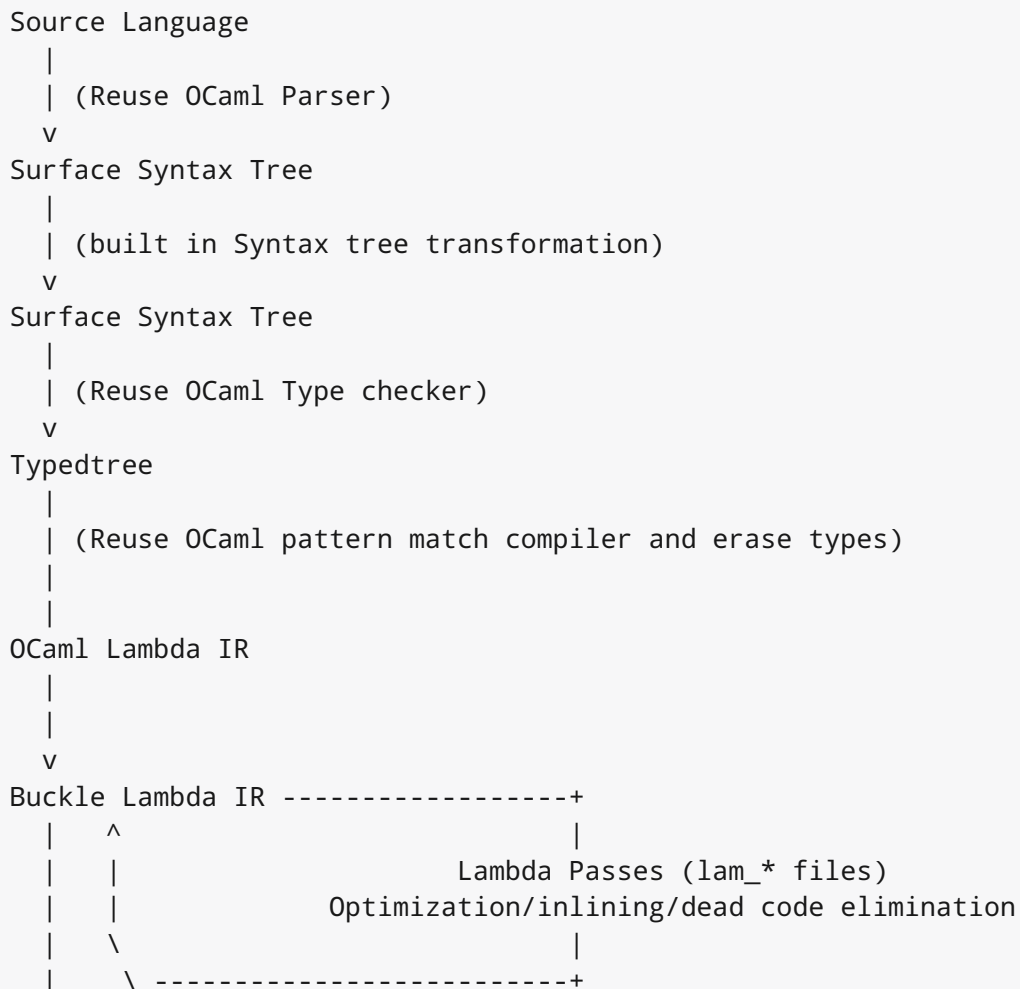 Source Language
  |
  | (Reuse OCaml Parser)
  v
Surface Syntax Tree
  |
  | (built in Syntax tree transformation)
  v
Surface Syntax Tree
  |
  | (Reuse OCaml Type checker)
  v
Typedtree
  |
  | (Reuse OCaml pattern match compiler and erase types)
  |
  |
OCaml Lambda IR
  |
  |
  v
Buckle Lambda IR ------------------+
  |   ^                            |
  |   |                     Lambda Passes (lam_* files)
  |   |             Optimization/inlining/dead code elimination
  |   \                            |
  |    \ --------------------------+